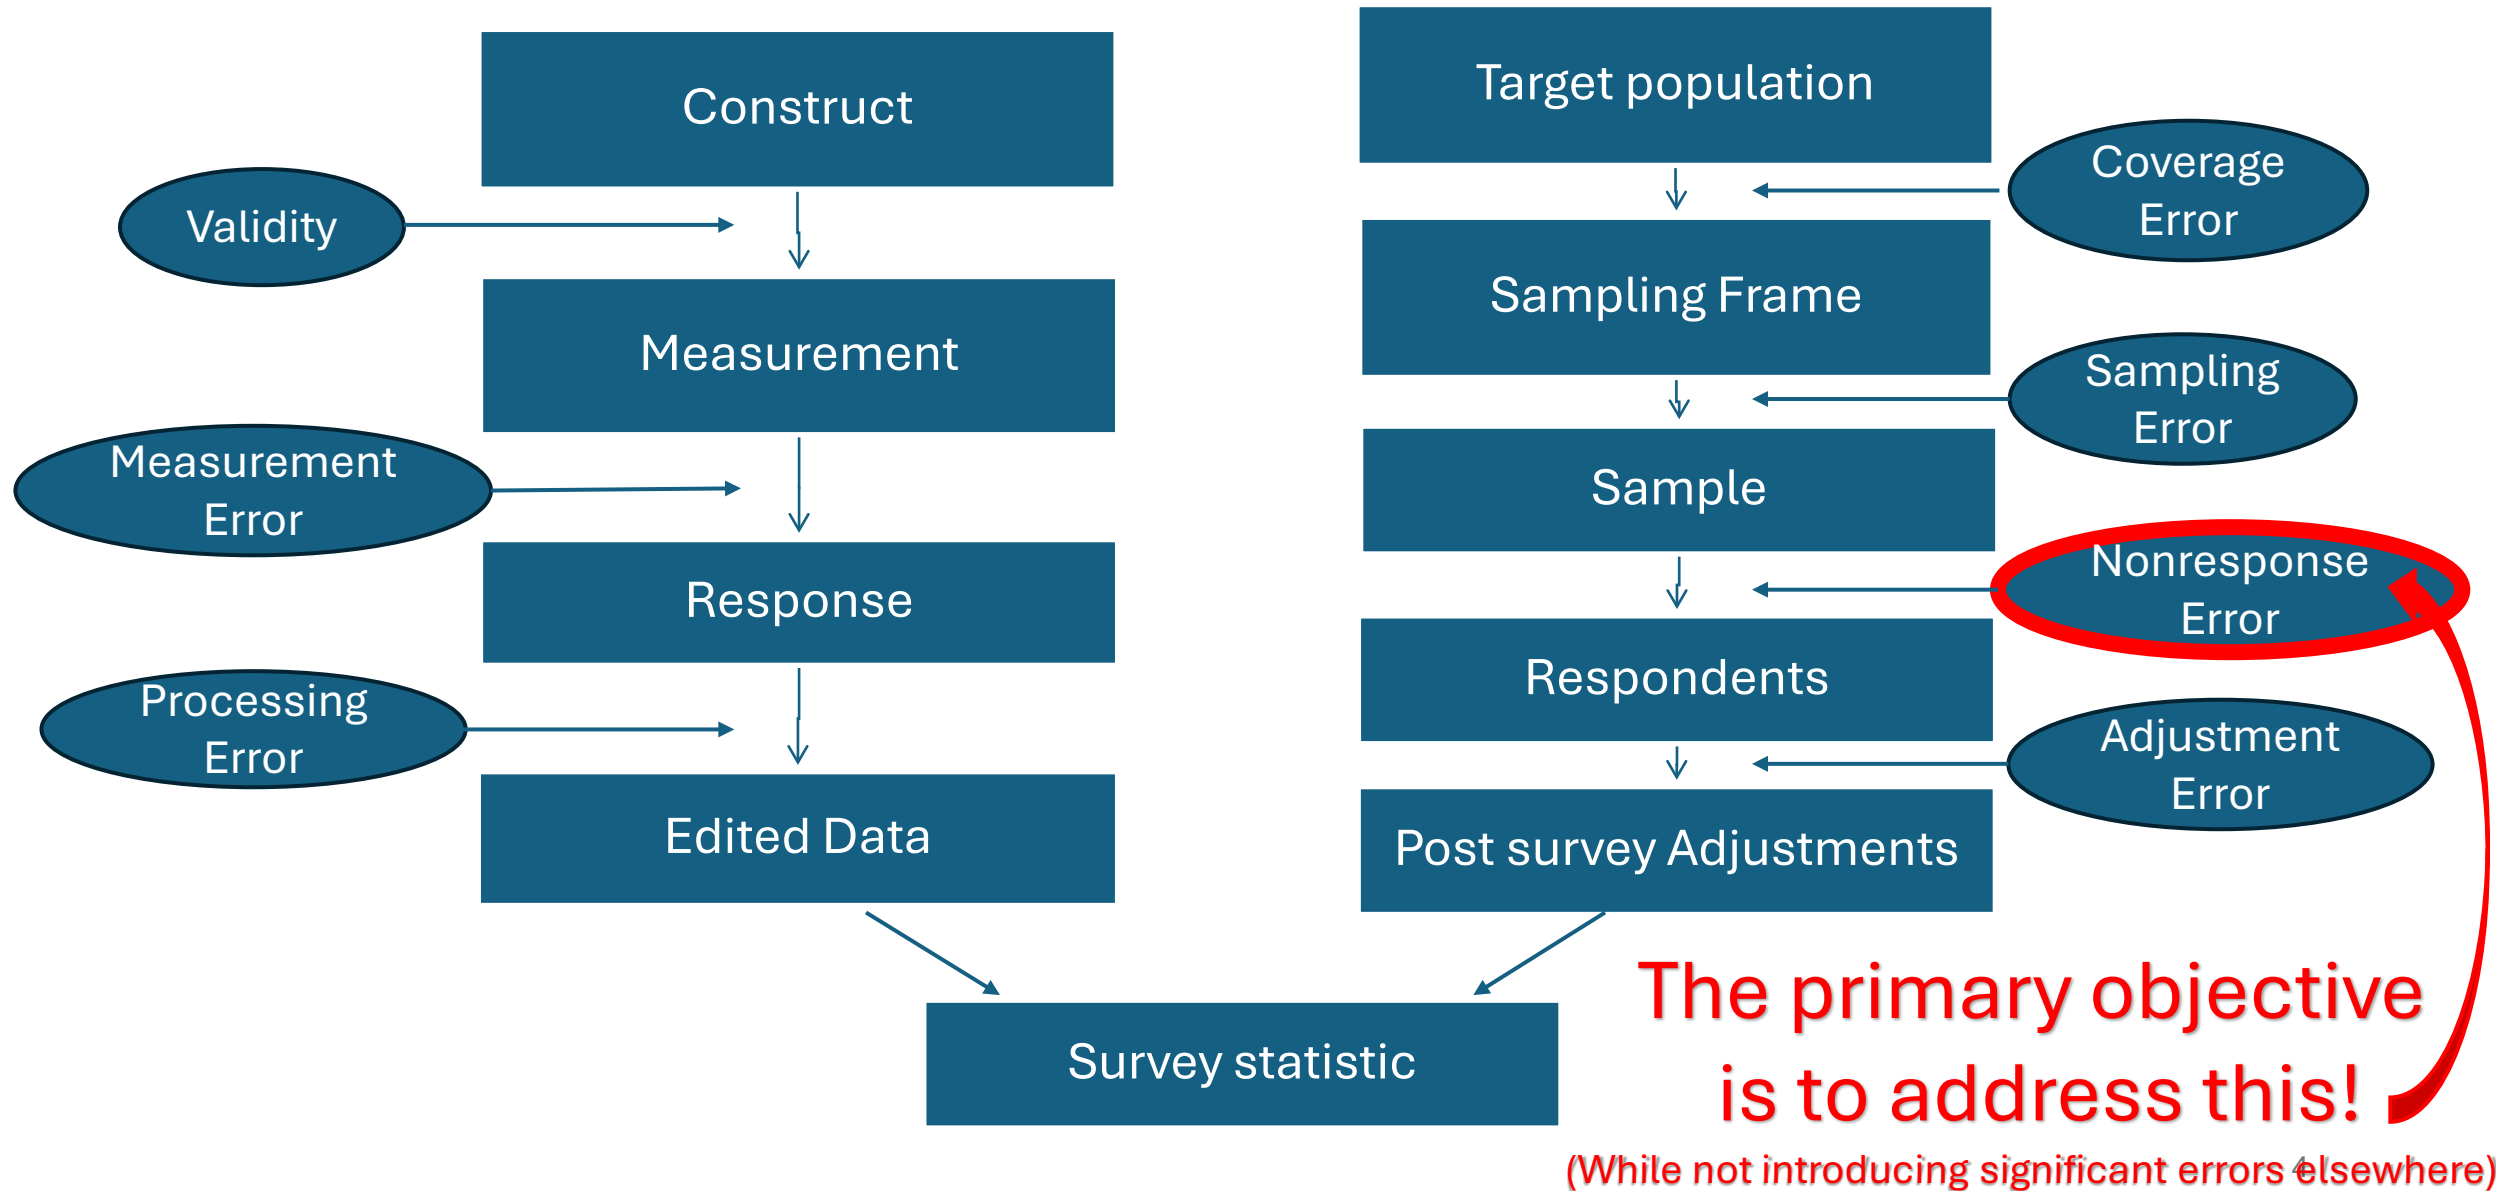 Construct
Validity
Measurement
Measurement
Error
Response
Processing
Error
Edited Data
Target population
Coverage
Error
Sampling Frame
Sampling
Error
Sample
Nonresponse
Error
Respondents
Adjustment
Error
Post survey Adjustments
Survey statistic
The primary objective
is to address this!
(While not introducing significant errors elsewhere)
4